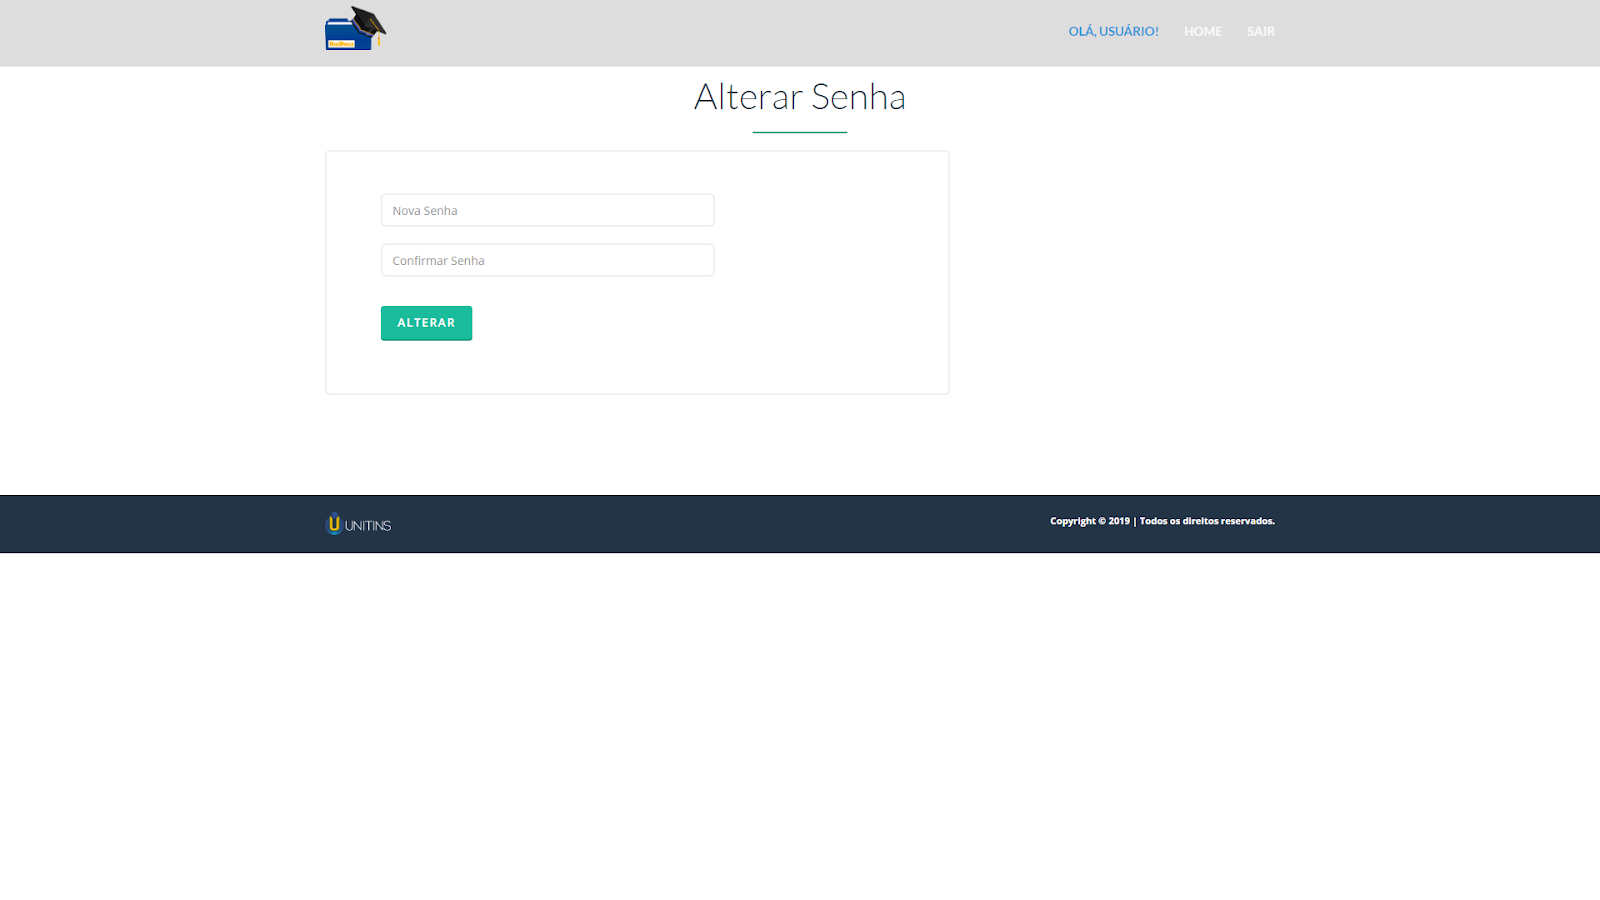 OLÁ, USUÁRIO! HOME SAIR
Alterar Senha
Nova Senha
Confirmar Senha
ALTERAR
UNITINS
Copyright © 2019 | Todos os direitos reservados.